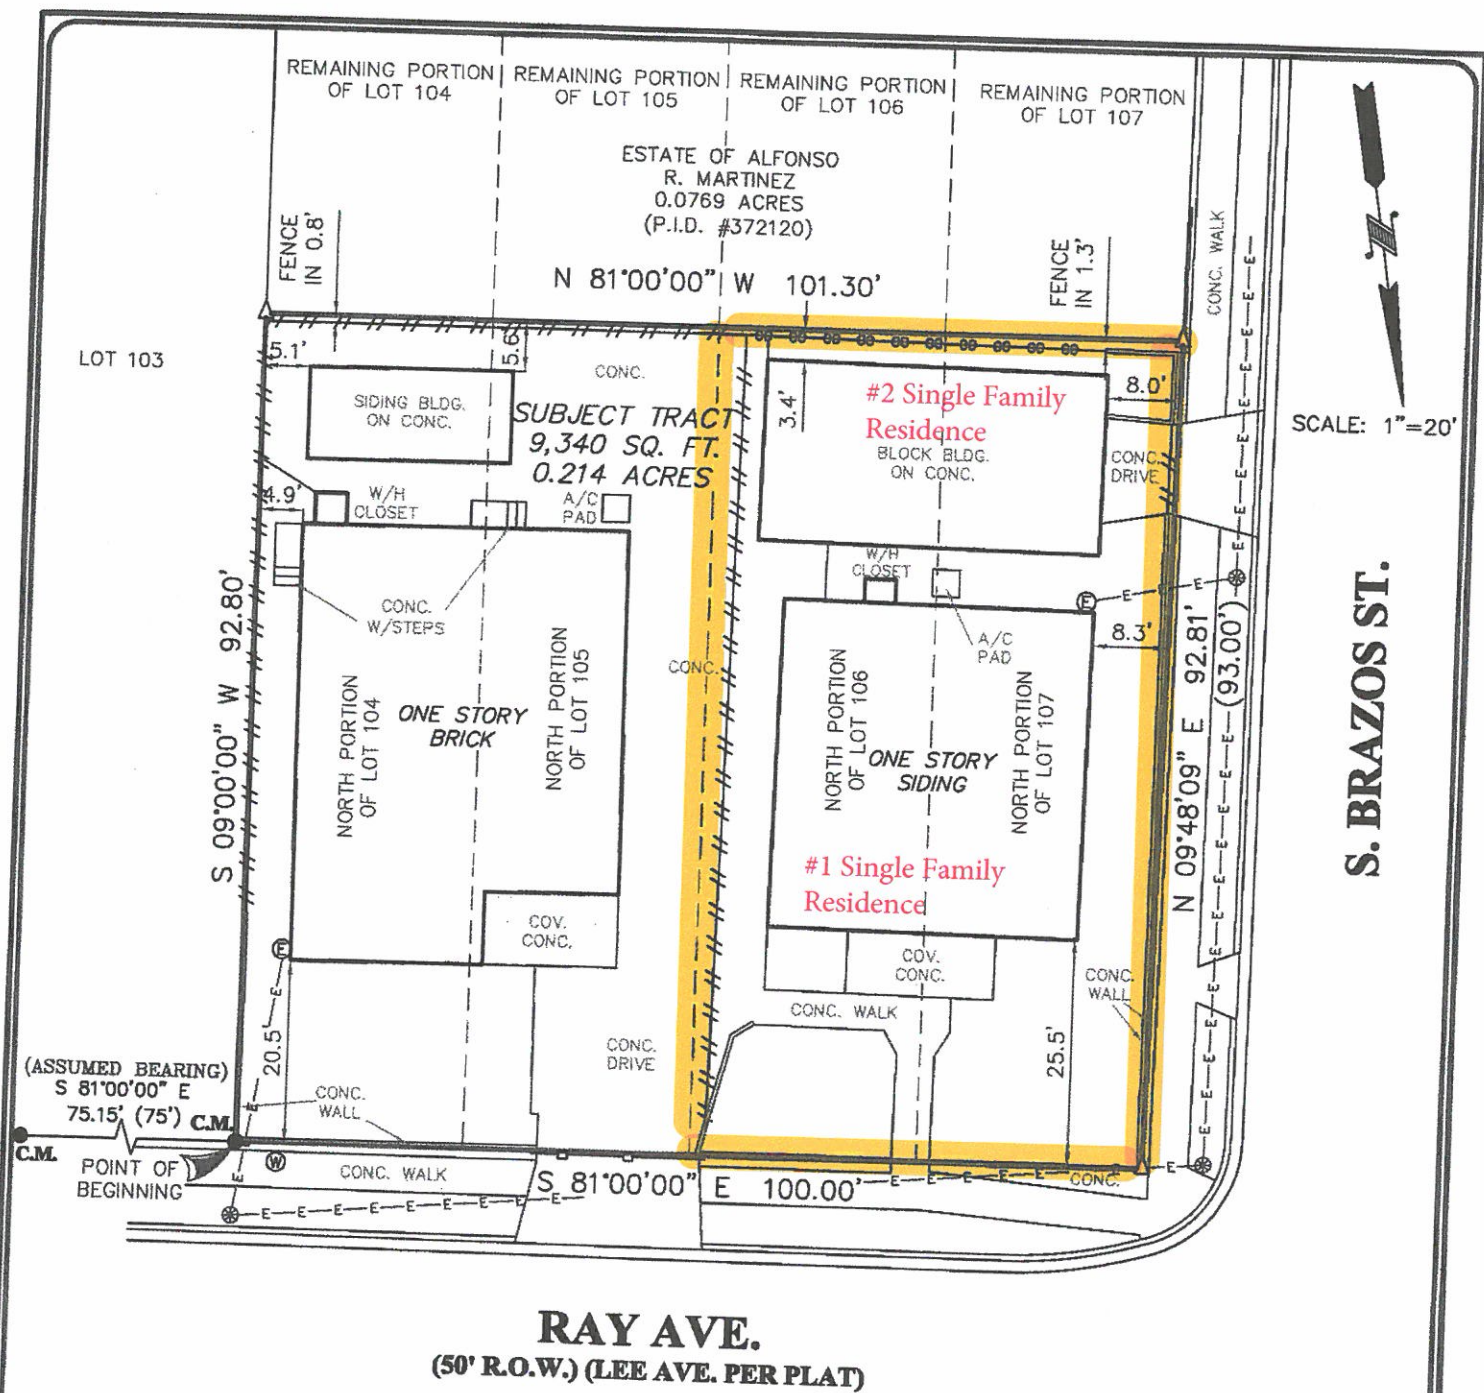 REMAINING PORTION
OF LOT 104
REMAINING PORTION
OF LOT 105
REMAINING PORTION
OF LOT 106
REMAINING PORTION
OF LOT 107
ESTATE OF ALFONSO
R. MARTINEZ
0.0769 ACRES
(P.I.D. #372120)
FENCE
IN 0.8'
N 81°00'00" W 101.30'
FENCE
IN 1.3'
CONC. WALK
Z
SCALE: 1"=20'
LOT 103
5.1'
5.6'
CONC.
SIDING BLDG.
ON CONC.
SUBJECT TRACT
9,340 SQ. FT.
0.214 ACRES
3.4'
#2 Single Family
Residence
BLOCK BLDG.
ON CONC.
8.0'
CONC.
DRIVE
4.9'
W/H
CLOSET
A/C
PAD
W/H
CLOSET
A/C
PAD
E
8.3'
CONC.
W/STEPS
CONC.
S 09°00'00" W 92.80'
NORTH PORTION
OF LOT 104
ONE STORY
BRICK
NORTH PORTION
OF LOT 105
NORTH PORTION
OF LOT 106
ONE STORY
SIDING
NORTH PORTION
OF LOT 107
N 09°48'09" E 92.81'
(93.00')
S. BRAZOS ST.
#1 Single Family
Residence
COV.
CONC.
COV.
CONC.
E
CONC. WALK
CONC.
WALL
20.5'
25.5'
CONC.
DRIVE
(ASSUMED BEARING)
S 81°00'00" E
75.15' (75')
C.M.
C.M.
CONC.
WALL
POINT OF
BEGINNING
W
CONC. WALK
S 81°00'00" E 100.00'
CONC.
RAY AVE.
(50' R.O.W.) (LEE AVE. PER PLAT)